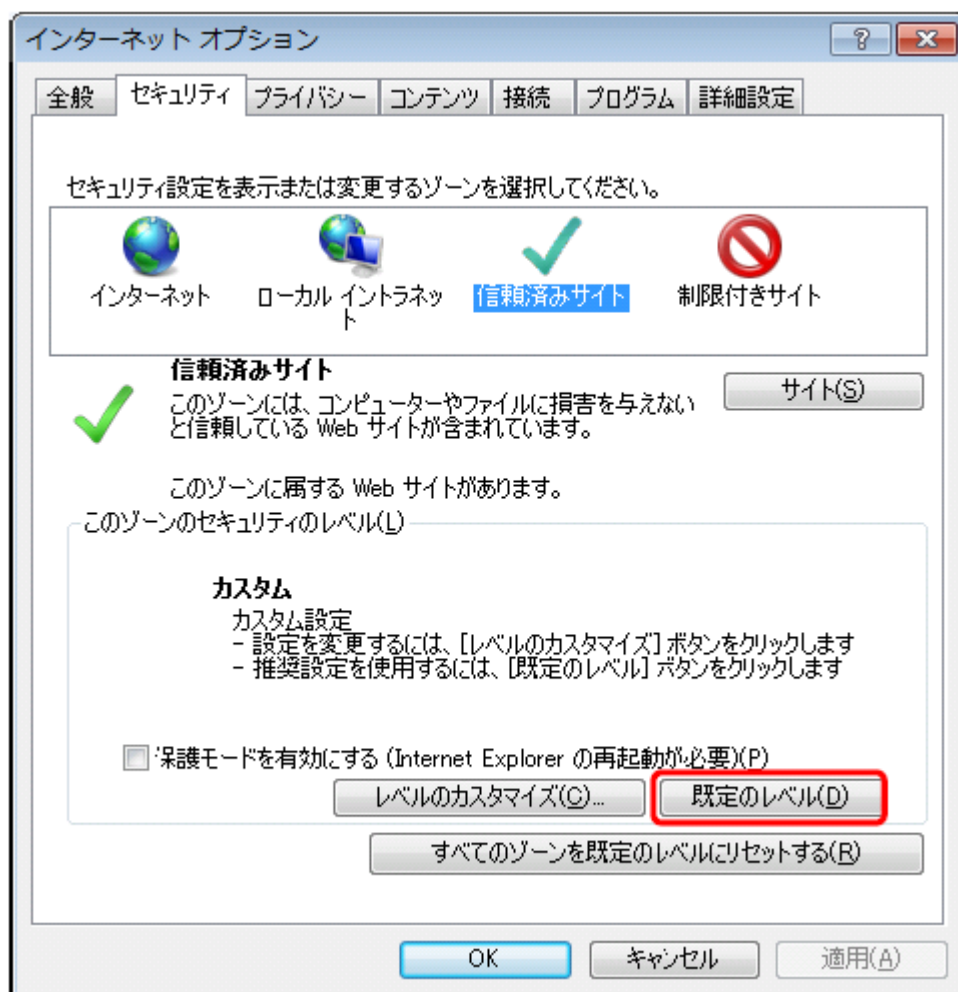 インターネット オプション
全般 セキュリティ プライバシー コンテンツ 接続 プログラム 詳細設定
セキュリティ設定を表示または変更するゾーンを選択してください。
インターネット ローカル イントラネッ
ト 信頼済みサイト 制限付きサイト
信頼済みサイト
サイト(S)
このゾーンには、コンピューターやファイルに損害を与えない
と信頼している Web サイトが含まれています。
このゾーンに属する Web サイトがあります。
このゾーンのセキュリティのレベル(L)
カスタム
カスタム設定
- 設定を変更するには、[レベルのカスタマイズ] ボタンをクリックします
- 推奨設定を使用するには、[既定のレベル] ボタンをクリックします
保護モードを有効にする (Internet Explorer の再起動が必要)(P)
レベルのカスタマイズ(C)... 既定のレベル(D)
すべてのゾーンを既定のレベルにリセットする(R)
OK キャンセル 適用(A)